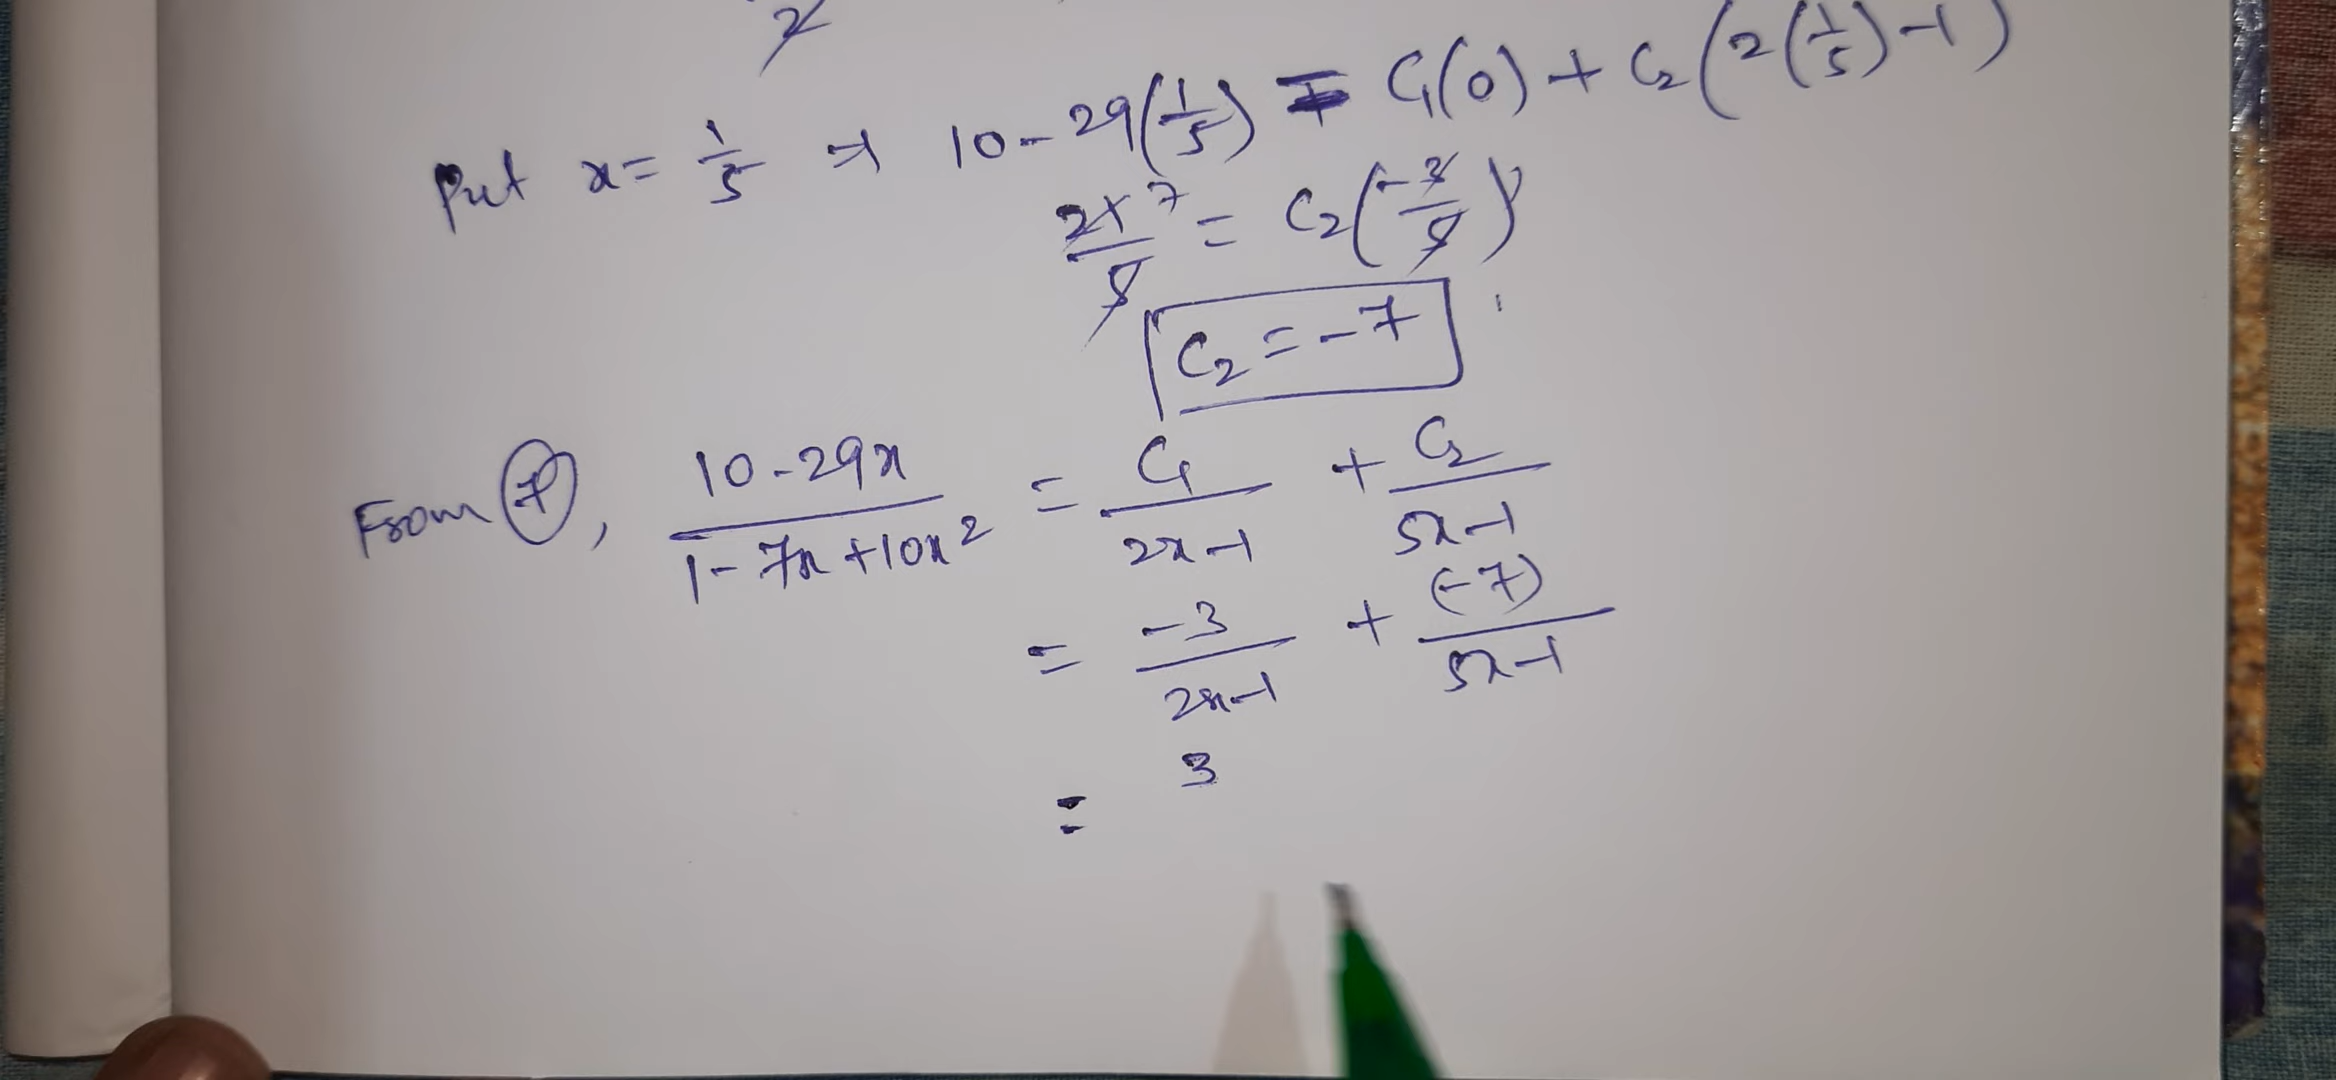 2
Put x = 1/5 ⇒ 10 - 29(1/5) = C1(0) + C2(2(1/5) - 1)
21 7/5 = C2(-3/5)
C2 = -7
From (7), 10-29x/1-7x+10x² = C1/2x-1 + C2/5x-1
= -3/2x-1 + (-7)/5x-1
= 3